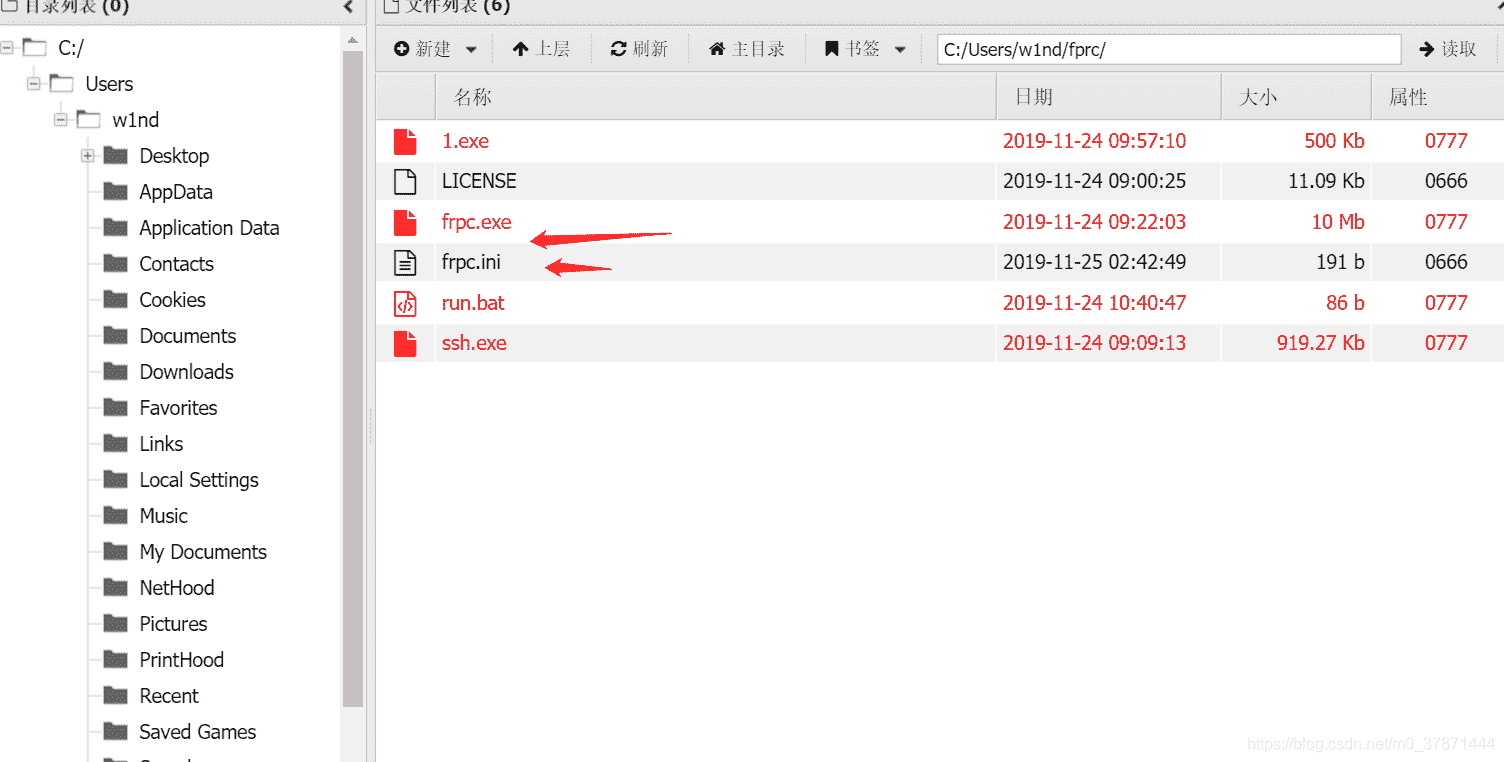 目录列表 (0)
C:/
Users
w1nd
Desktop
AppData
Application Data
Contacts
Cookies
Documents
Downloads
Favorites
Links
Local Settings
Music
My Documents
NetHood
Pictures
PrintHood
Recent
Saved Games
文件列表 (6)
新建 上层 刷新 主目录 书签 C:/Users/w1nd/fprc/ 读取
名称 日期 大小 属性
1.exe 2019-11-24 09:57:10 500 Kb 0777
LICENSE 2019-11-24 09:00:25 11.09 Kb 0666
frpc.exe 2019-11-24 09:22:03 10 Mb 0777
frpc.ini 2019-11-25 02:42:49 191 b 0666
run.bat 2019-11-24 10:40:47 86 b 0777
ssh.exe 2019-11-24 09:09:13 919.27 Kb 0777
https://blog.csdn.net/m0_37871444